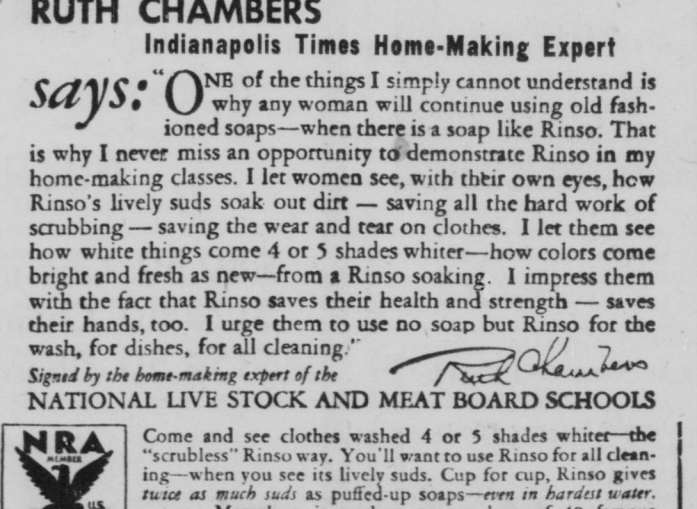 RUTH CHAMBERS
Indianapolis Times Home-Making Expert
says: "ONE of the things I simply cannot understand is
why any woman will continue using old fash-
ioned soaps—when there is a soap like Rinso. That
is why I never miss an opportunity to demonstrate Rinso in my
home-making classes. I let women see, with their own eyes, how
Rinso's lively suds soak out dirt — saving all the hard work of
scrubbing — saving the wear and tear on clothes. I let them see
how white things come 4 or 5 shades whiter—how colors come
bright and fresh as new—from a Rinso soaking. I impress them
with the fact that Rinso saves their health and strength — saves
their hands, too. I urge them to use no soap but Rinso for the
wash, for dishes, for all cleaning."
Ruth Chambers
Signed by the home-making expert of the
NATIONAL LIVE STOCK AND MEAT BOARD SCHOOLS
NRA
MEMBER
U.S.
Come and see clothes washed 4 or 5 shades whiter—the
"scrubless" Rinso way. You'll want to use Rinso for all clean-
ing—when you see its lively suds. Cup for cup, Rinso gives
twice as much suds as puffed-up soaps—even in hardest water.